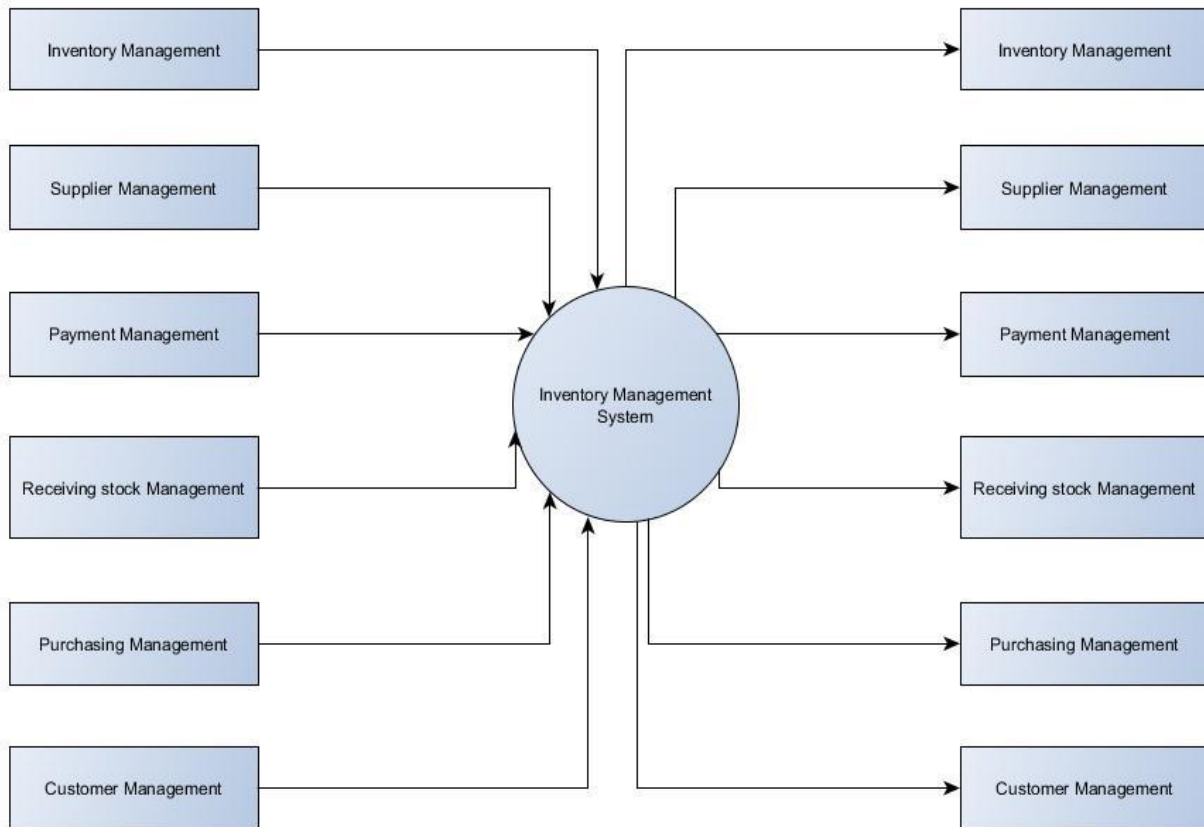 Inventory Management
Inventory Management
Supplier Management
Supplier Management
Payment Management
Payment Management
Inventory Management
System
Receiving stock Management
Receiving stock Management
Purchasing Management
Purchasing Management
Customer Management
Customer Management